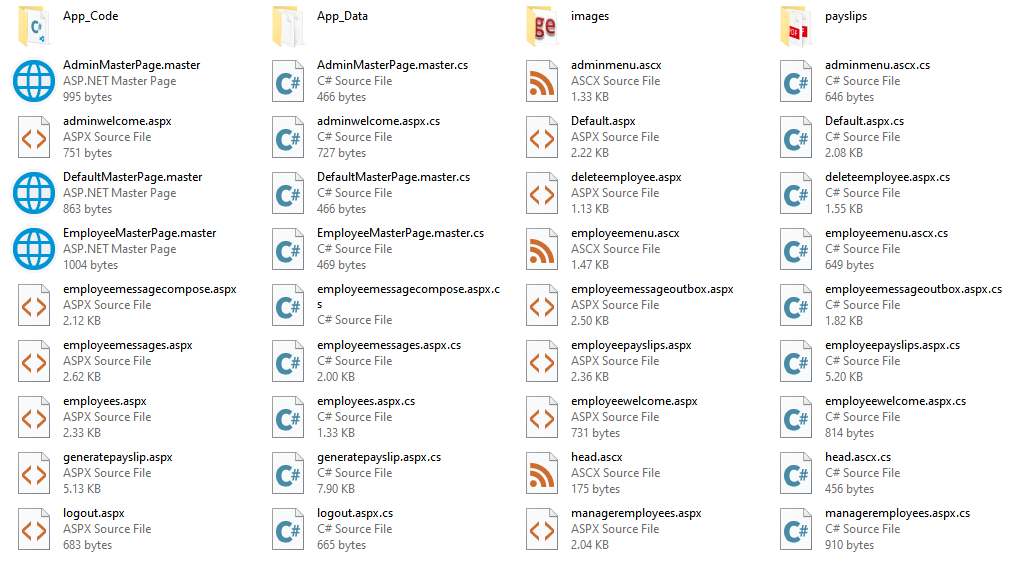 App_Code
App_Data
images
payslips
AdminMasterPage.master
ASP.NET Master Page
995 bytes
AdminMasterPage.master.cs
C# Source File
466 bytes
adminmenu.ascx
ASCX Source File
1.33 KB
adminmenu.ascx.cs
C# Source File
646 bytes
adminwelcome.aspx
ASPX Source File
751 bytes
adminwelcome.aspx.cs
C# Source File
727 bytes
Default.aspx
ASPX Source File
2.22 KB
Default.aspx.cs
C# Source File
2.08 KB
DefaultMasterPage.master
ASP.NET Master Page
863 bytes
DefaultMasterPage.master.cs
C# Source File
466 bytes
deleteemployee.aspx
ASPX Source File
1.13 KB
deleteemployee.aspx.cs
C# Source File
1.55 KB
EmployeeMasterPage.master
ASP.NET Master Page
1004 bytes
EmployeeMasterPage.master.cs
C# Source File
469 bytes
employeemenu.ascx
ASCX Source File
1.47 KB
employeemenu.ascx.cs
C# Source File
649 bytes
employeemessagecompose.aspx
ASPX Source File
2.12 KB
employeemessagecompose.aspx.c
s
C# Source File
employeemessageoutbox.aspx
ASPX Source File
2.50 KB
employeemessageoutbox.aspx.cs
C# Source File
1.82 KB
employeemessages.aspx
ASPX Source File
2.62 KB
employeemessages.aspx.cs
C# Source File
2.00 KB
employeepayslips.aspx
ASPX Source File
2.36 KB
employeepayslips.aspx.cs
C# Source File
5.20 KB
employees.aspx
ASPX Source File
2.33 KB
employees.aspx.cs
C# Source File
1.33 KB
employeewelcome.aspx
ASPX Source File
731 bytes
employeewelcome.aspx.cs
C# Source File
814 bytes
generatepayslip.aspx
ASPX Source File
5.13 KB
generatepayslip.aspx.cs
C# Source File
7.90 KB
head.ascx
ASCX Source File
175 bytes
head.ascx.cs
C# Source File
456 bytes
logout.aspx
ASPX Source File
683 bytes
logout.aspx.cs
C# Source File
665 bytes
manageremployees.aspx
ASPX Source File
2.04 KB
manageremployees.aspx.cs
C# Source File
910 bytes